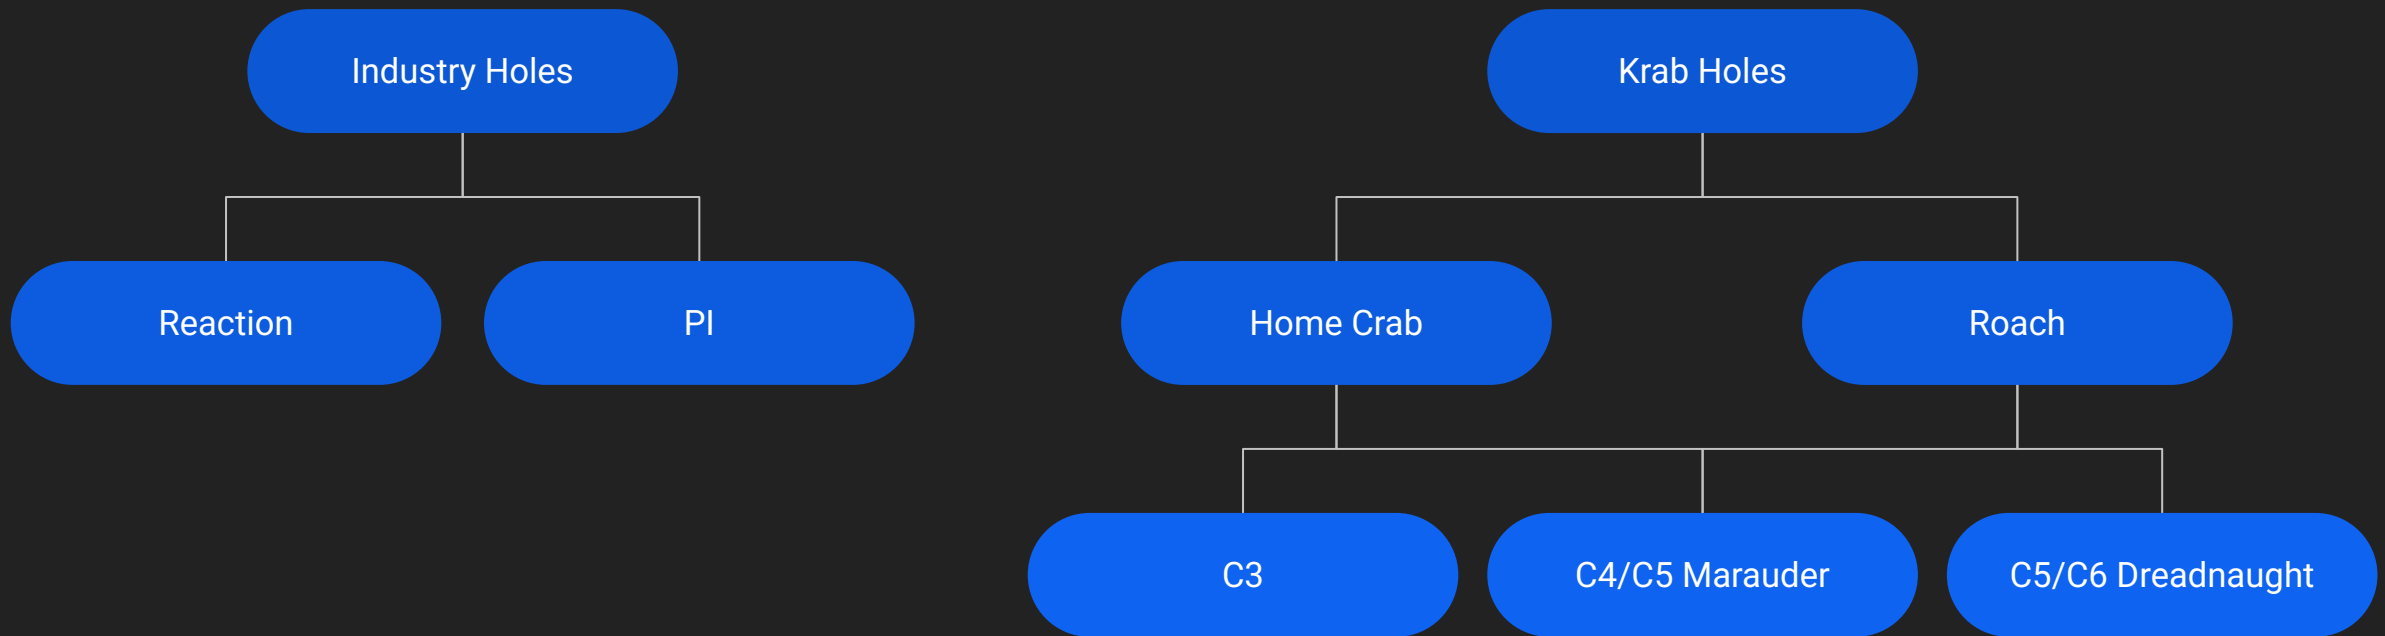 Industry Holes
Krab Holes
Reaction
PI
Home Crab
Roach
C3
C4/C5 Marauder
C5/C6 Dreadnaught